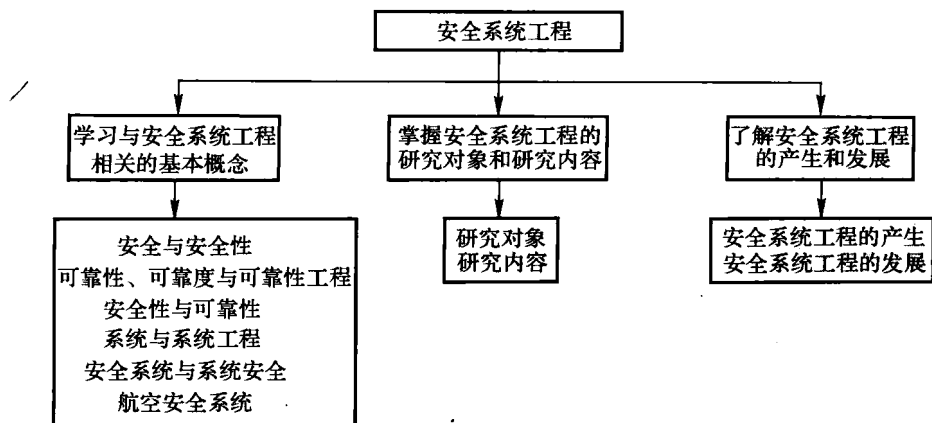 安全系统工程
学习与安全系统工程
相关的基本概念
掌握安全系统工程的
研究对象和研究内容
了解安全系统工程
的产生和发展
安全与安全性
可靠性、可靠度与可靠性工程
安全性与可靠性
系统与系统工程
安全系统与系统安全
航空安全系统
研究对象
研究内容
安全系统工程的产生
安全系统工程的发展